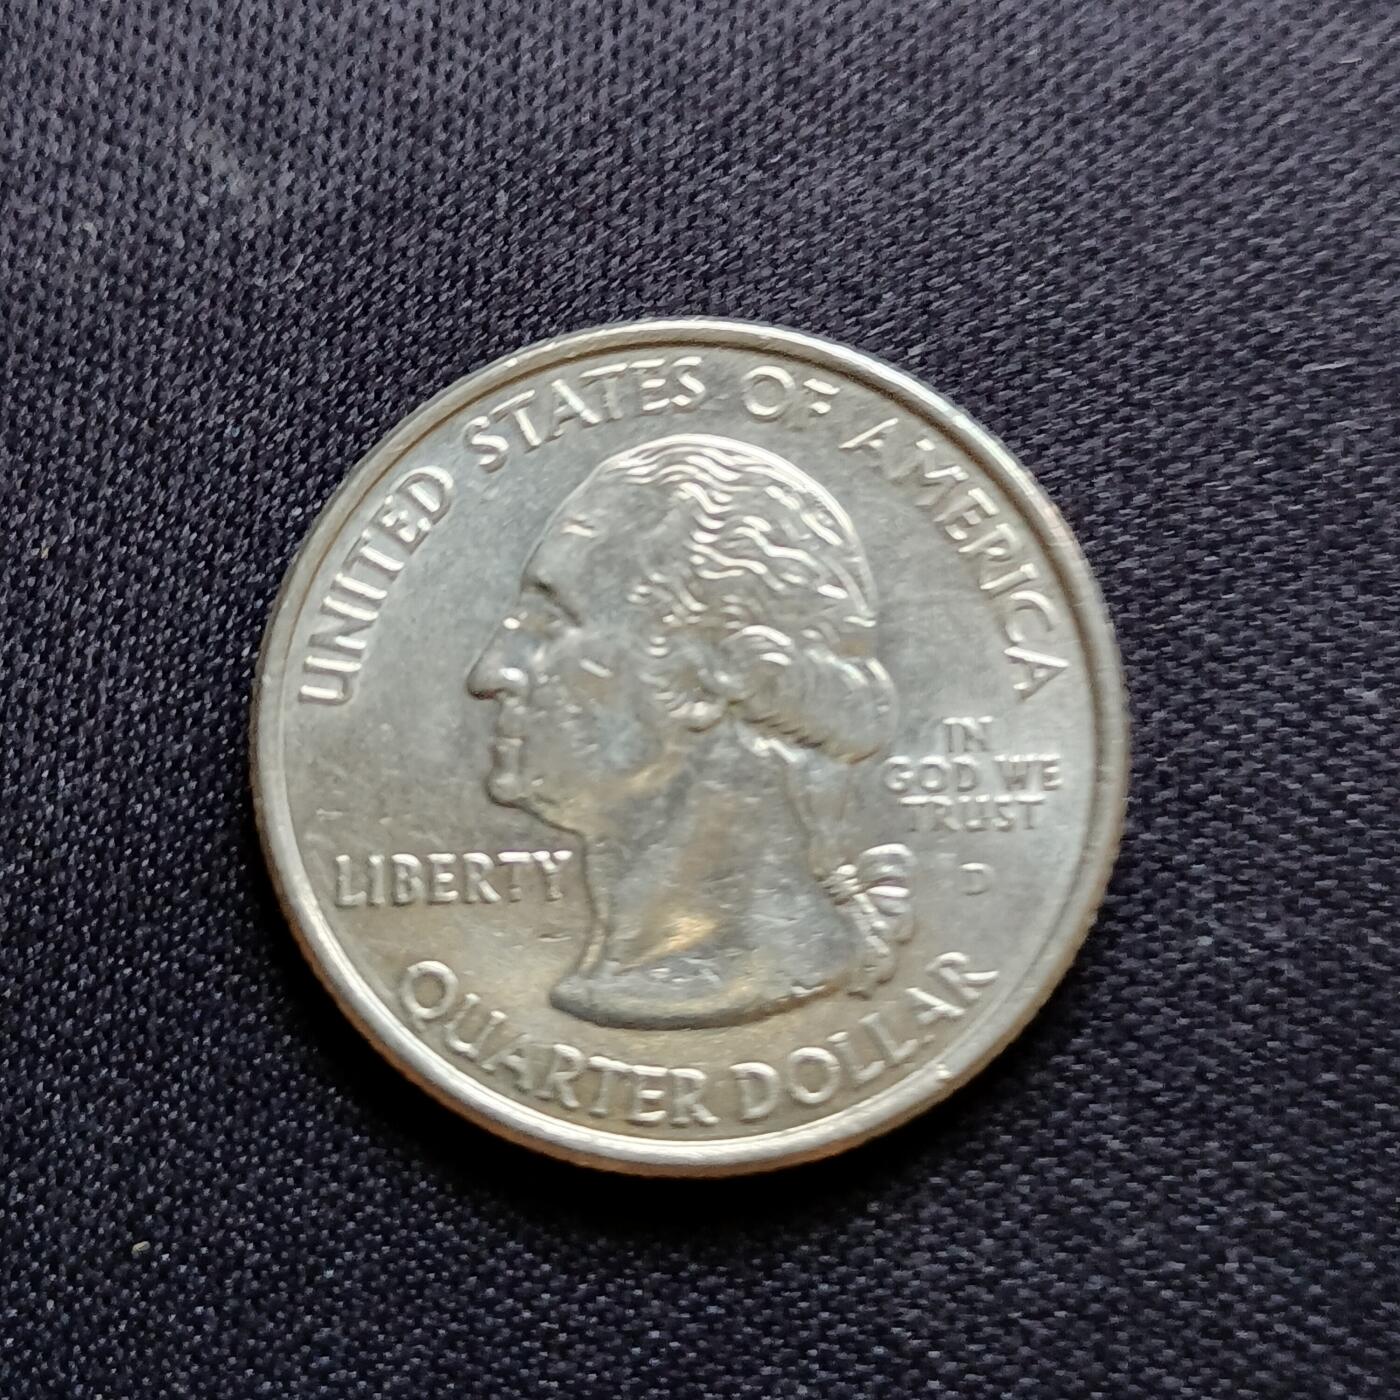 UNITED STATES OF AMERICA
LIBERTY
IN
GOD WE
TRUST
D
QUARTER DOLLAR